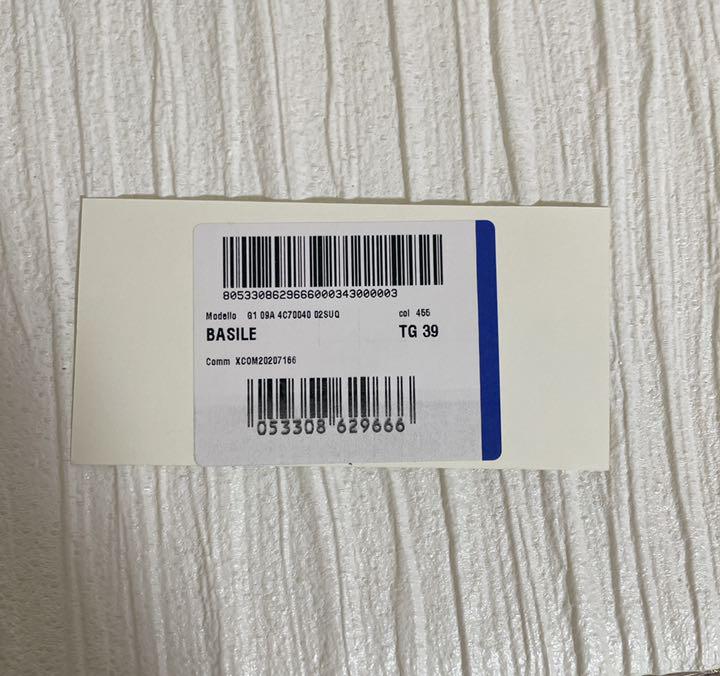 8053308629666000343000003
Modello G1 09A 4C70040 02SUQ col 455
BASILE TG 39
Comm XCOM20207166
053308 629666